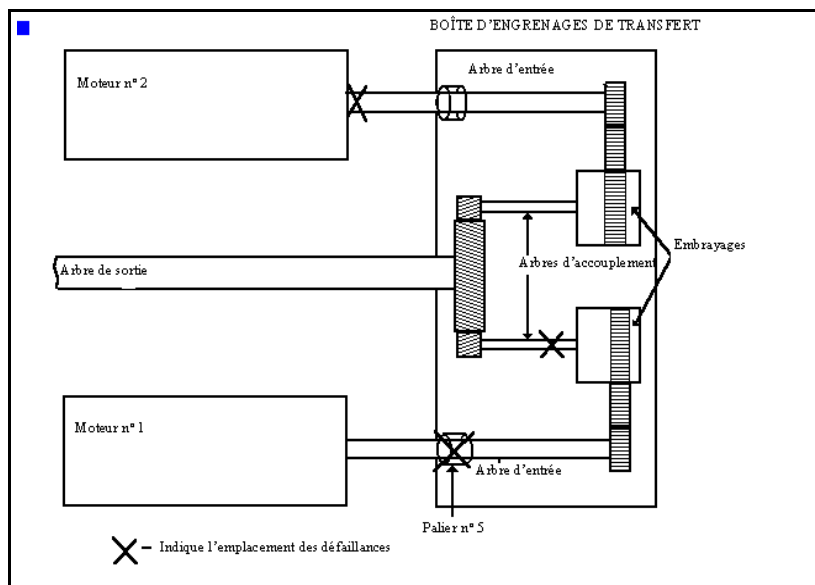 BOÎTE D'ENGRENAGES DE TRANSFERT
Moteur n° 2
Arbre d'entrée
Embrayages
Arbres d'accouplement
Arbre de sortie
Moteur n° 1
Arbre d'entrée
Palier n° 5
– Indique l'emplacement des défaillances